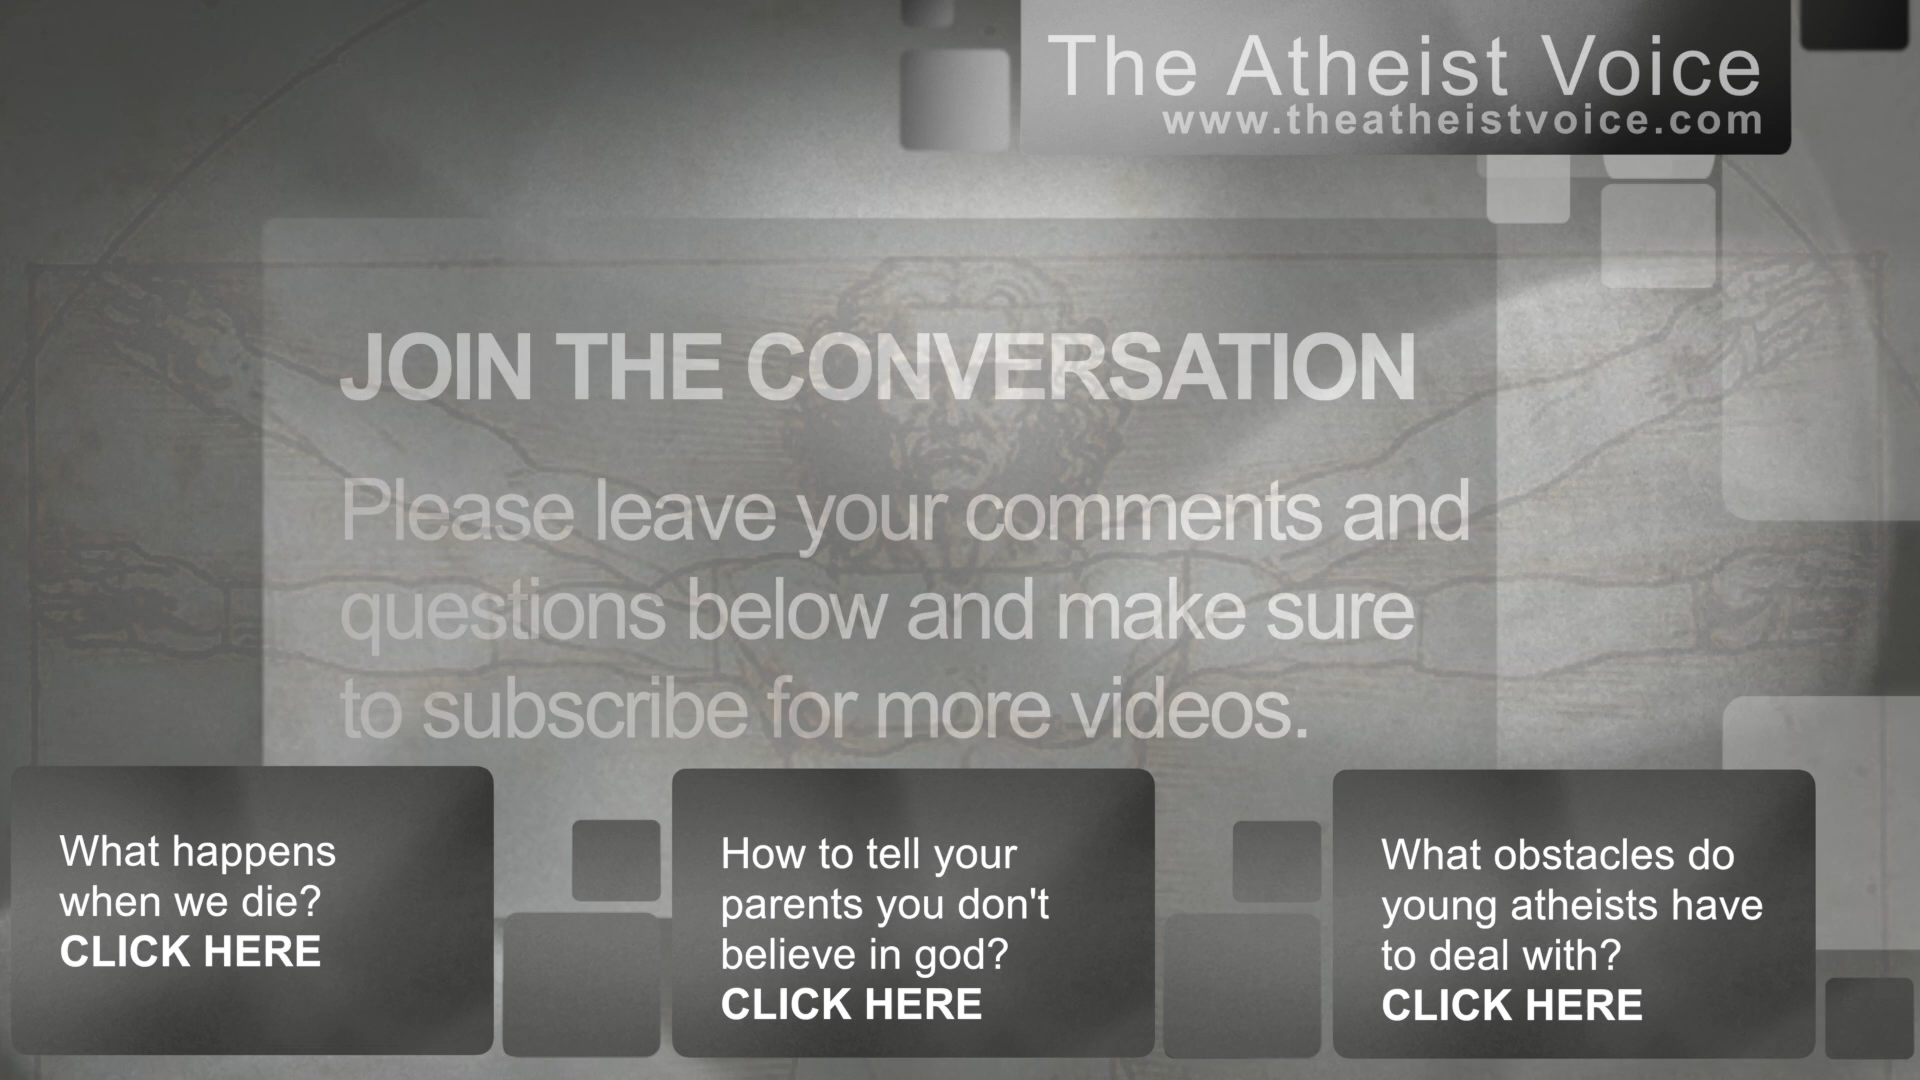 The Atheist Voice
www.theatheistvoice.com
JOIN THE CONVERSATION
Please leave your comments and
questions below and make sure
to subscribe for more videos.
What happens
when we die?
CLICK HERE
How to tell your
parents you don't
believe in god?
CLICK HERE
What obstacles do
young atheists have
to deal with?
CLICK HERE